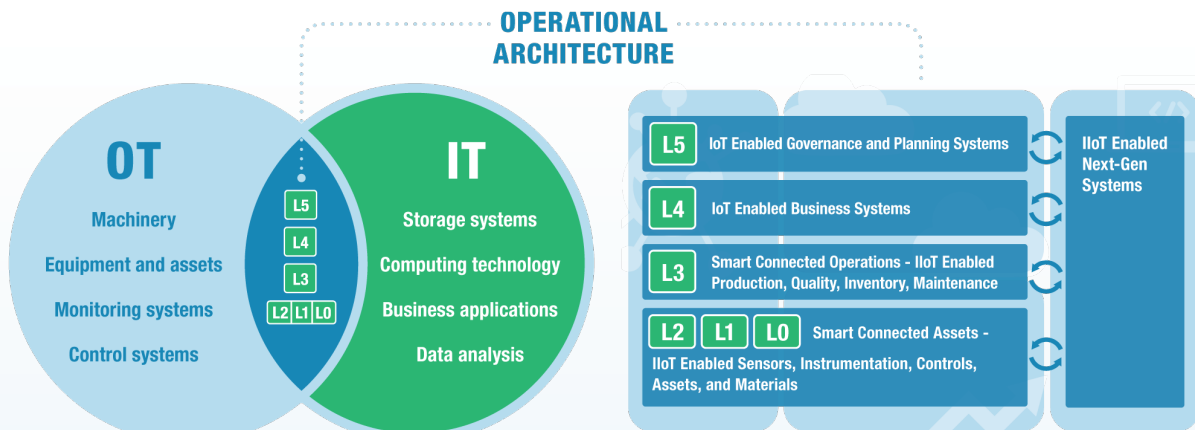 OPERATIONAL
ARCHITECTURE
OT
Machinery
Equipment and assets
Monitoring systems
Control systems
L5
L4
L3
L2 L1 L0
IT
Storage systems
Computing technology
Business applications
Data analysis
L5 IoT Enabled Governance and Planning Systems
L4 IoT Enabled Business Systems
L3 Smart Connected Operations - IIoT Enabled
Production, Quality, Inventory, Maintenance
L2 L1 L0 Smart Connected Assets -
IIoT Enabled Sensors, Instrumentation, Controls,
Assets, and Materials
IIoT Enabled
Next-Gen
Systems